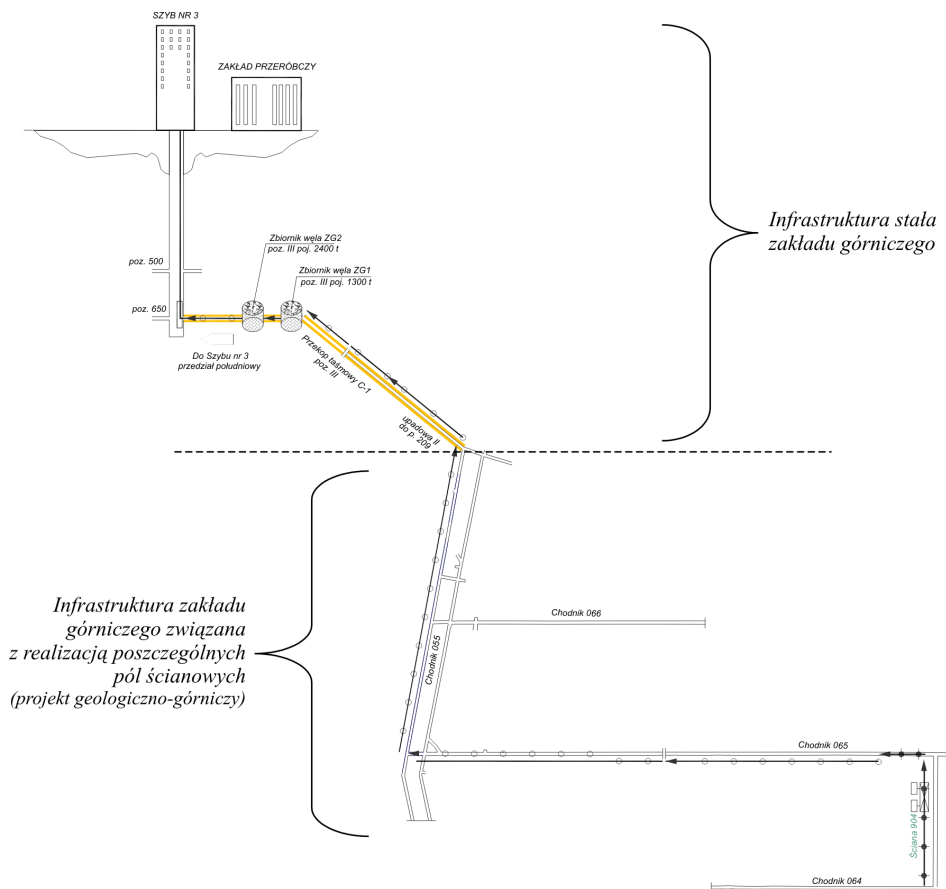 SZYB NR 3
ZAKŁAD PRZERÓBCZY
Infrastruktura stała
zakładu górniczego
Zbiornik węla ZG2
poz. III poj. 2400 t
poz. 500
Zbiornik węla ZG1
poz. III poj. 1300 t
poz. 650
Do Szybu nr 3
przedział południowy
Przekop taśmowy C-1
poz. III
upadowa II
do p. 209
Infrastruktura zakładu
górniczego związana
z realizacją poszczególnych
pól ścianowych
(projekt geologiczno-górniczy)
Chodnik 066
Chodnik 055
Chodnik 065
Ściana 904
Chodnik 064